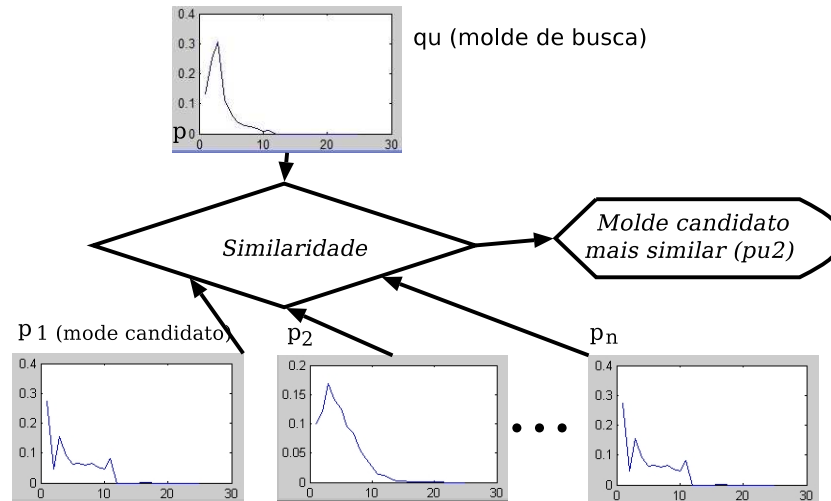 0.4
qu (molde de busca)
0.3
0.2
0.1
p 0
0 10 20 30
Similaridade
Molde candidato
mais similar (pu2)
p 1 (mode candidato)
p2
pn
0.4
0.3
0.2
0.1
0
0 10 20 30
0.2
0.15
0.1
0.05
0
0 10 20 30
0.4
0.3
0.2
0.1
0
0 10 20 30